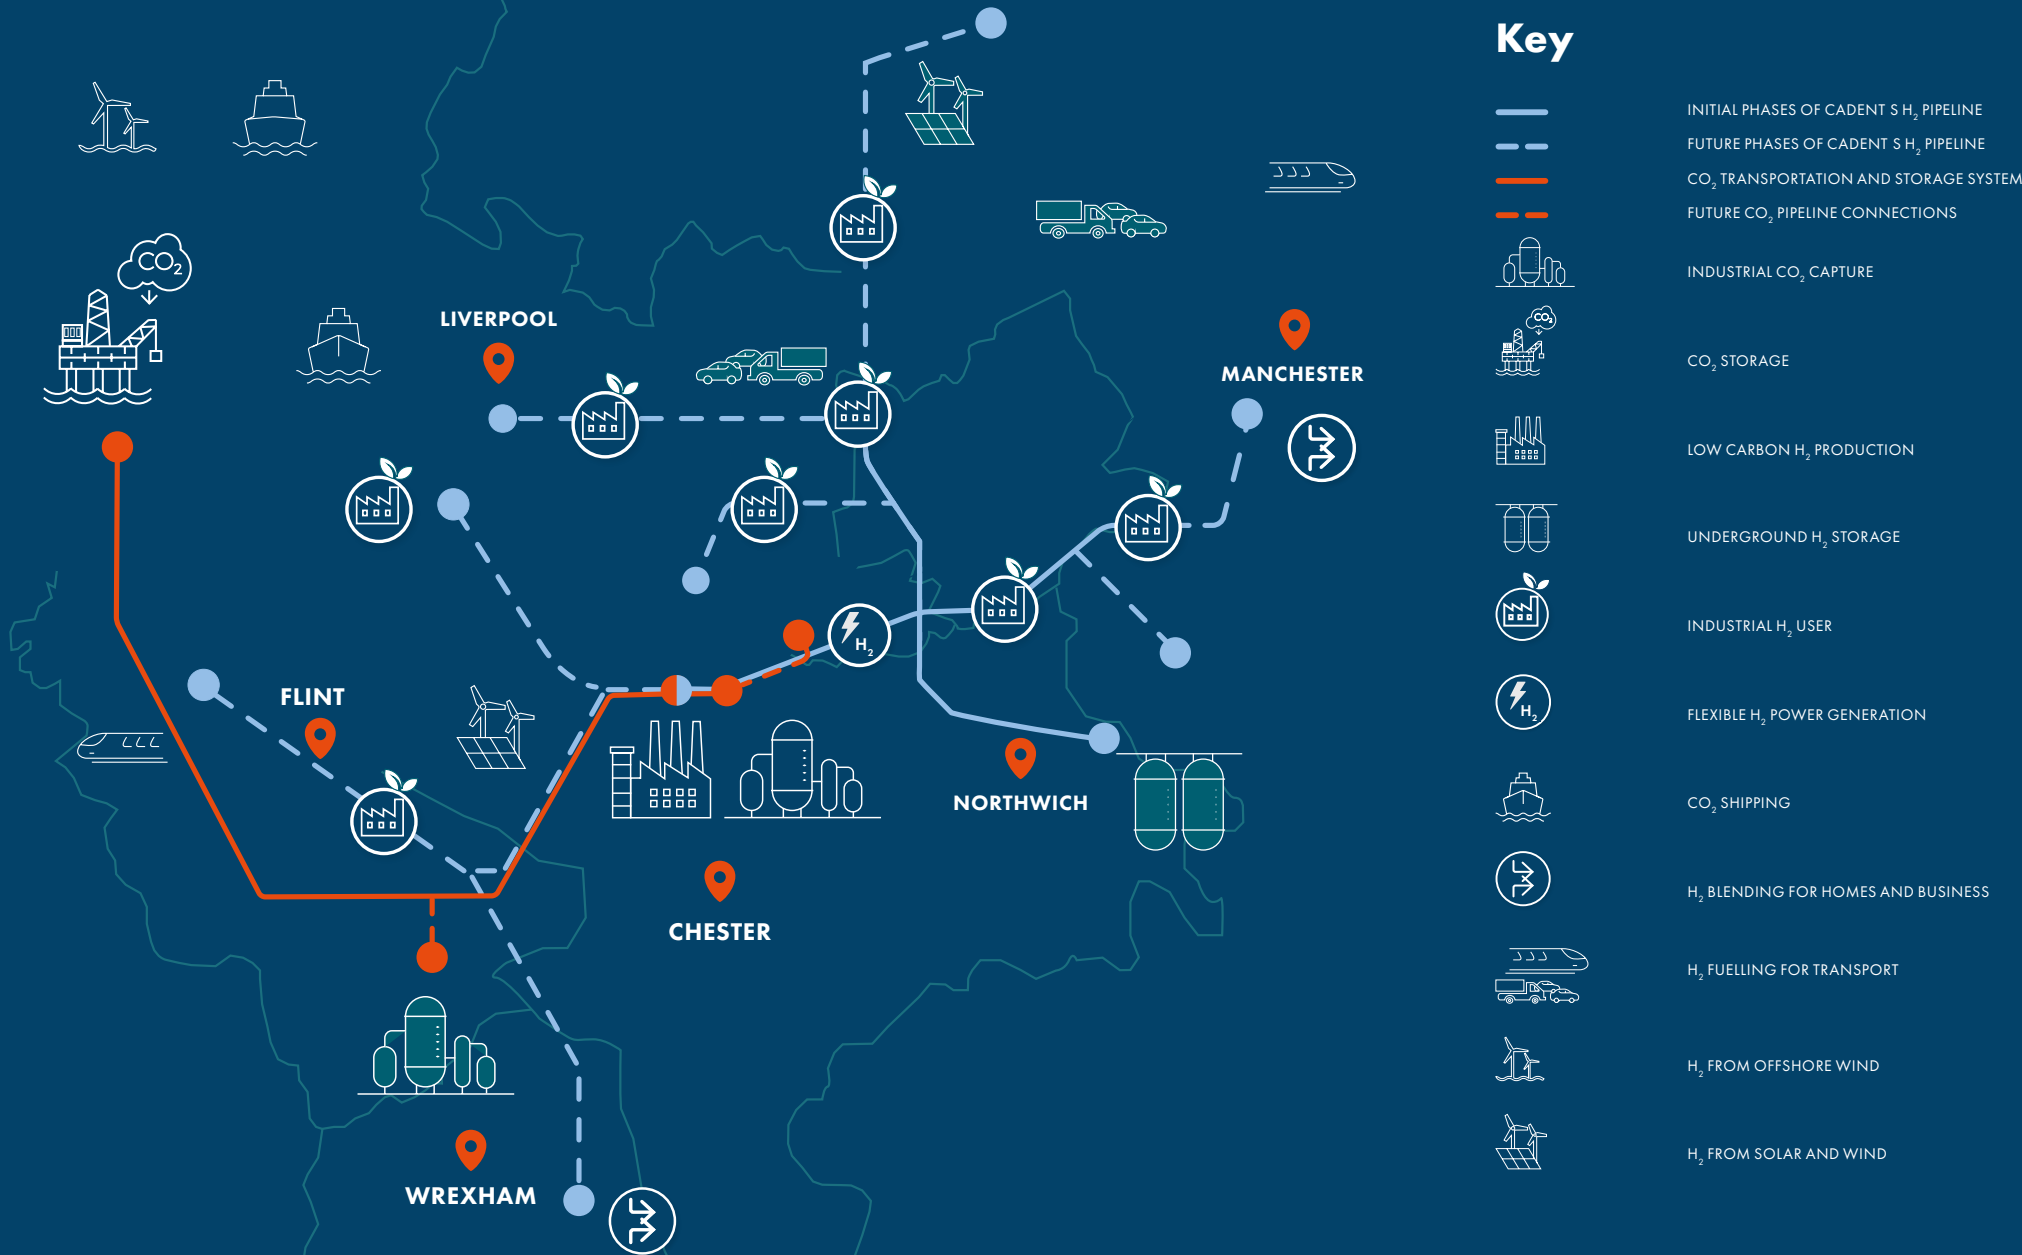 Key
INITIAL PHASES OF CADENT S H₂ PIPELINE
FUTURE PHASES OF CADENT S H₂ PIPELINE
CO₂ TRANSPORTATION AND STORAGE SYSTEM
FUTURE CO₂ PIPELINE CONNECTIONS
INDUSTRIAL CO₂ CAPTURE
CO₂
CO₂ STORAGE
LOW CARBON H₂ PRODUCTION
UNDERGROUND H₂ STORAGE
INDUSTRIAL H₂ USER
H₂
FLEXIBLE H₂ POWER GENERATION
CO₂ SHIPPING
H₂ BLENDING FOR HOMES AND BUSINESS
H₂ FUELLING FOR TRANSPORT
H₂ FROM OFFSHORE WIND
H₂ FROM SOLAR AND WIND
CO₂
LIVERPOOL
MANCHESTER
H₂
FLINT
NORTHWICH
CHESTER
WREXHAM